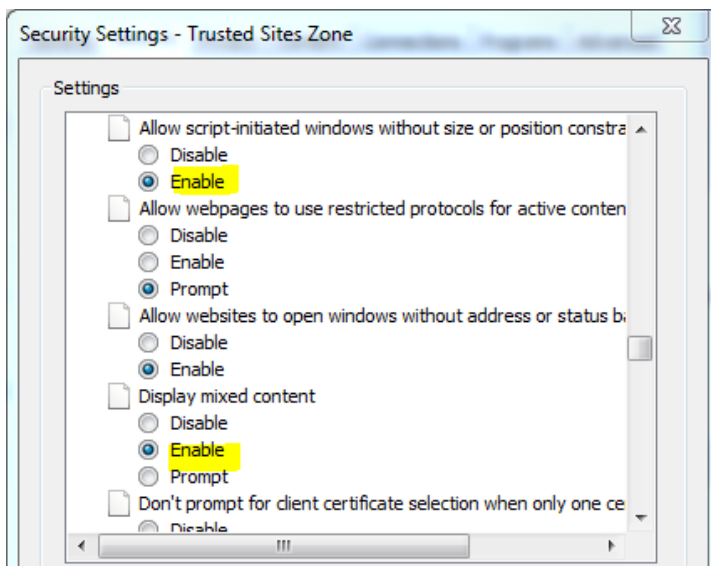 Security Settings - Trusted Sites Zone
Settings
Allow script-initiated windows without size or position constra
Disable
Enable
Allow webpages to use restricted protocols for active conten
Disable
Enable
Prompt
Allow websites to open windows without address or status ba
Disable
Enable
Display mixed content
Disable
Enable
Prompt
Don't prompt for client certificate selection when only one ce
Disable